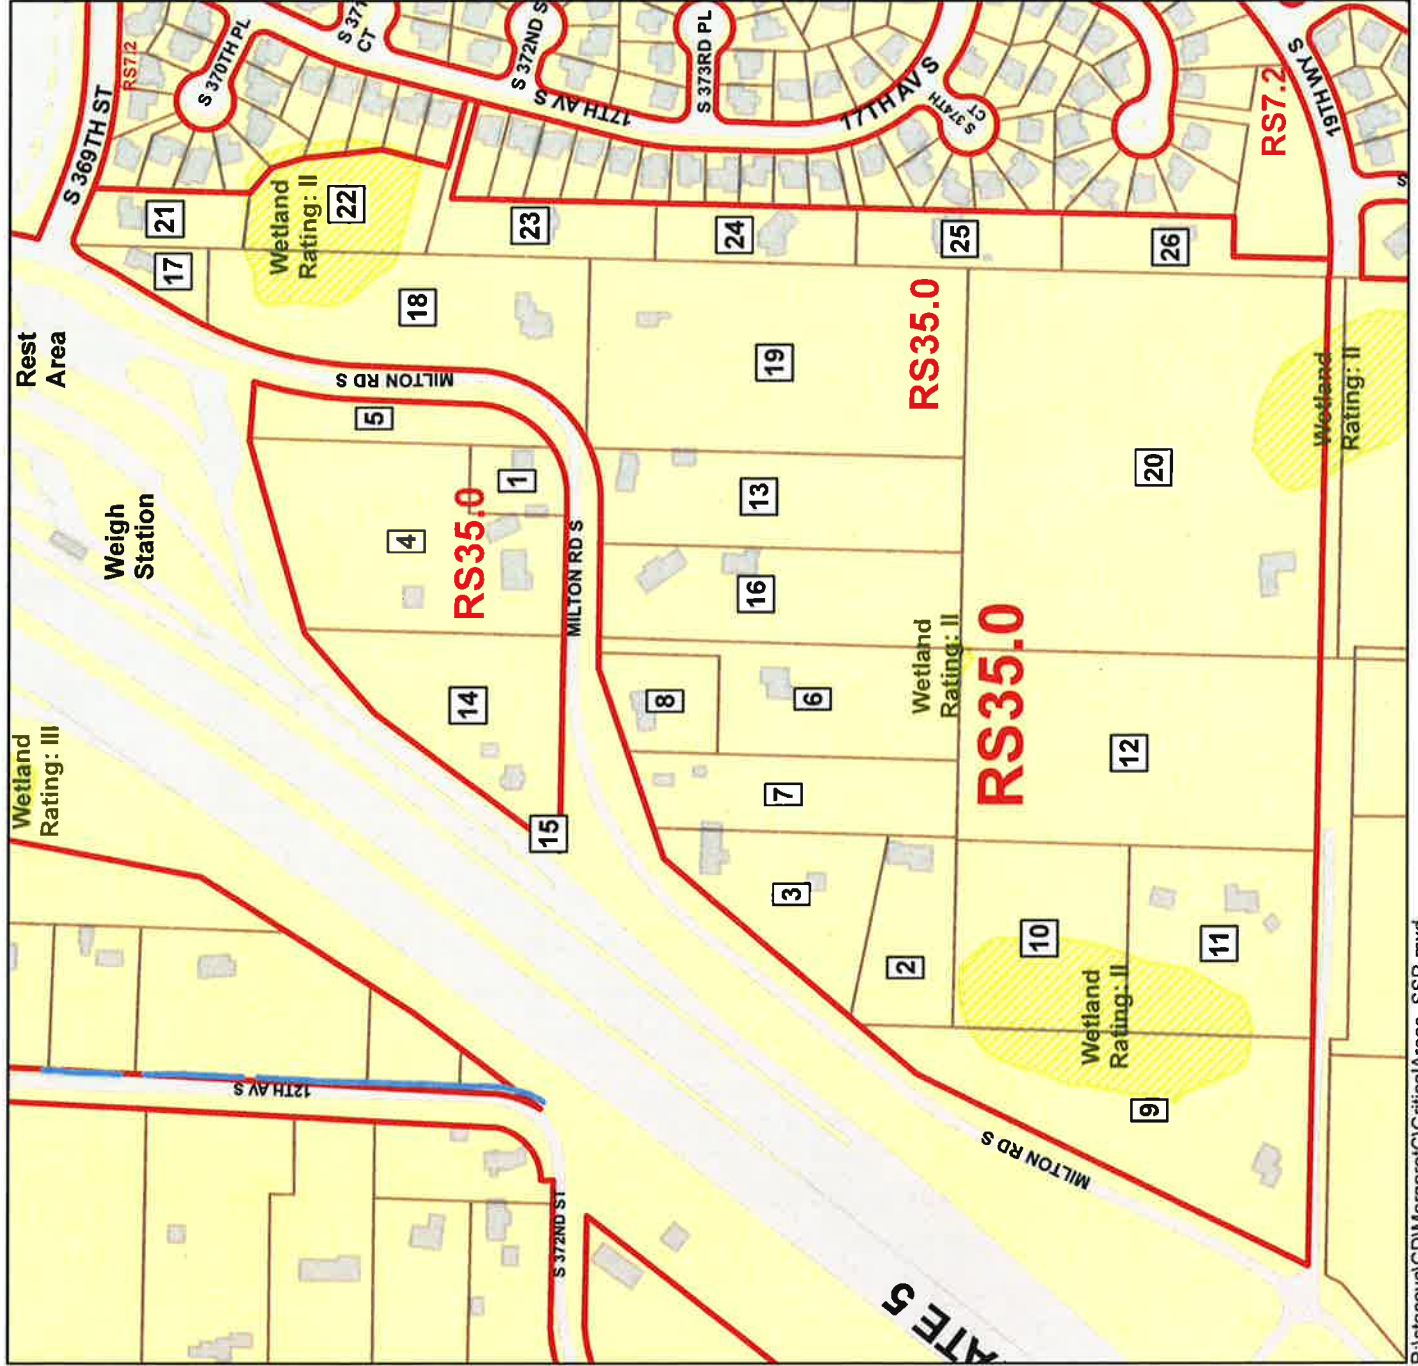 S 369TH ST
RS7.2
S 370TH PL
S 371
CT
S 372ND S
S 373RD PL
17TH AV S
17TH AV S
S 374TH
CT
RS7.2
19TH WY S
S
Rest
Area
21
17
Wetland
Rating: II
22
18
23
24
25
26
MILTON RD S
5
Weigh
Station
4
1
RS35.0
19
RS35.0
13
20
Wetland
Rating: II
MILTON RD S
16
14
8
6
Wetland
Rating: II
RS35.0
Wetland
Rating: III
15
7
12
3
2
10
11
Wetland
Rating: II
9
12TH AV S
MILTON RD S
S 372ND ST
ATE 5